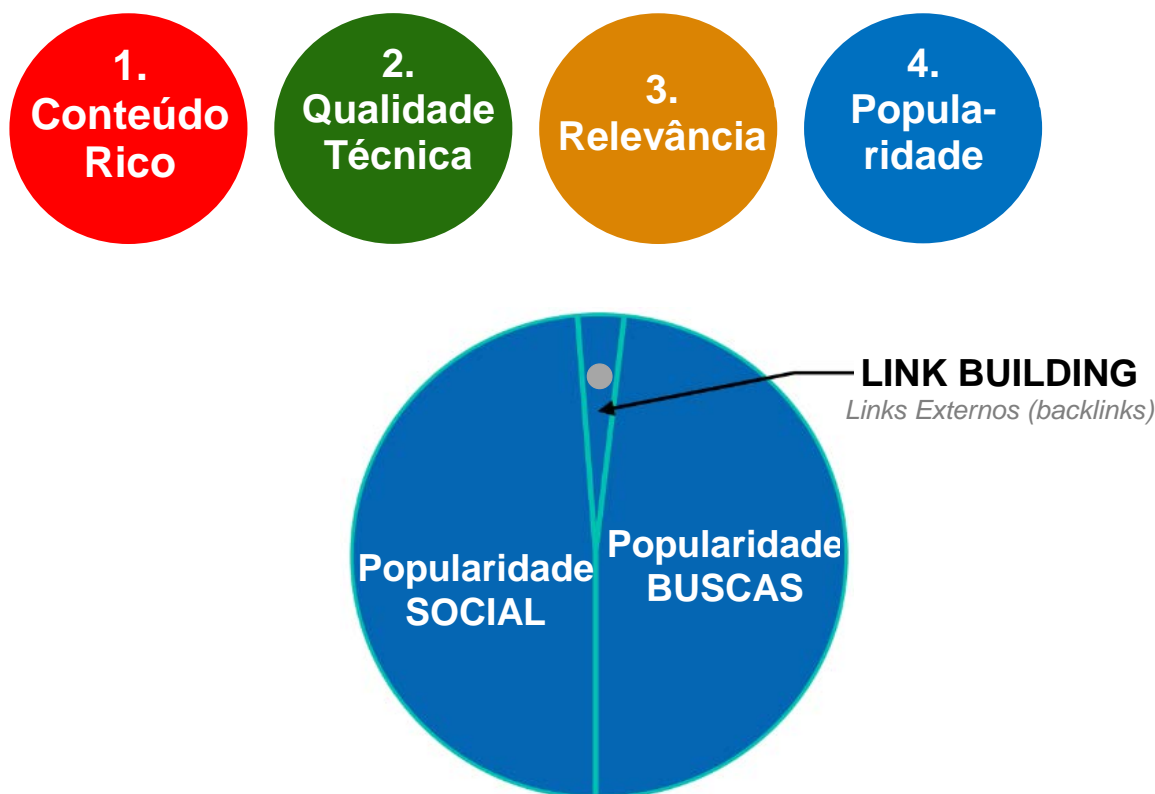 1.
Conteúdo
Rico
2.
Qualidade
Técnica
3.
Relevância
4.
Popula-
ridade
LINK BUILDING
Links Externos (backlinks)
Popularidade
SOCIAL
Popularidade
BUSCAS